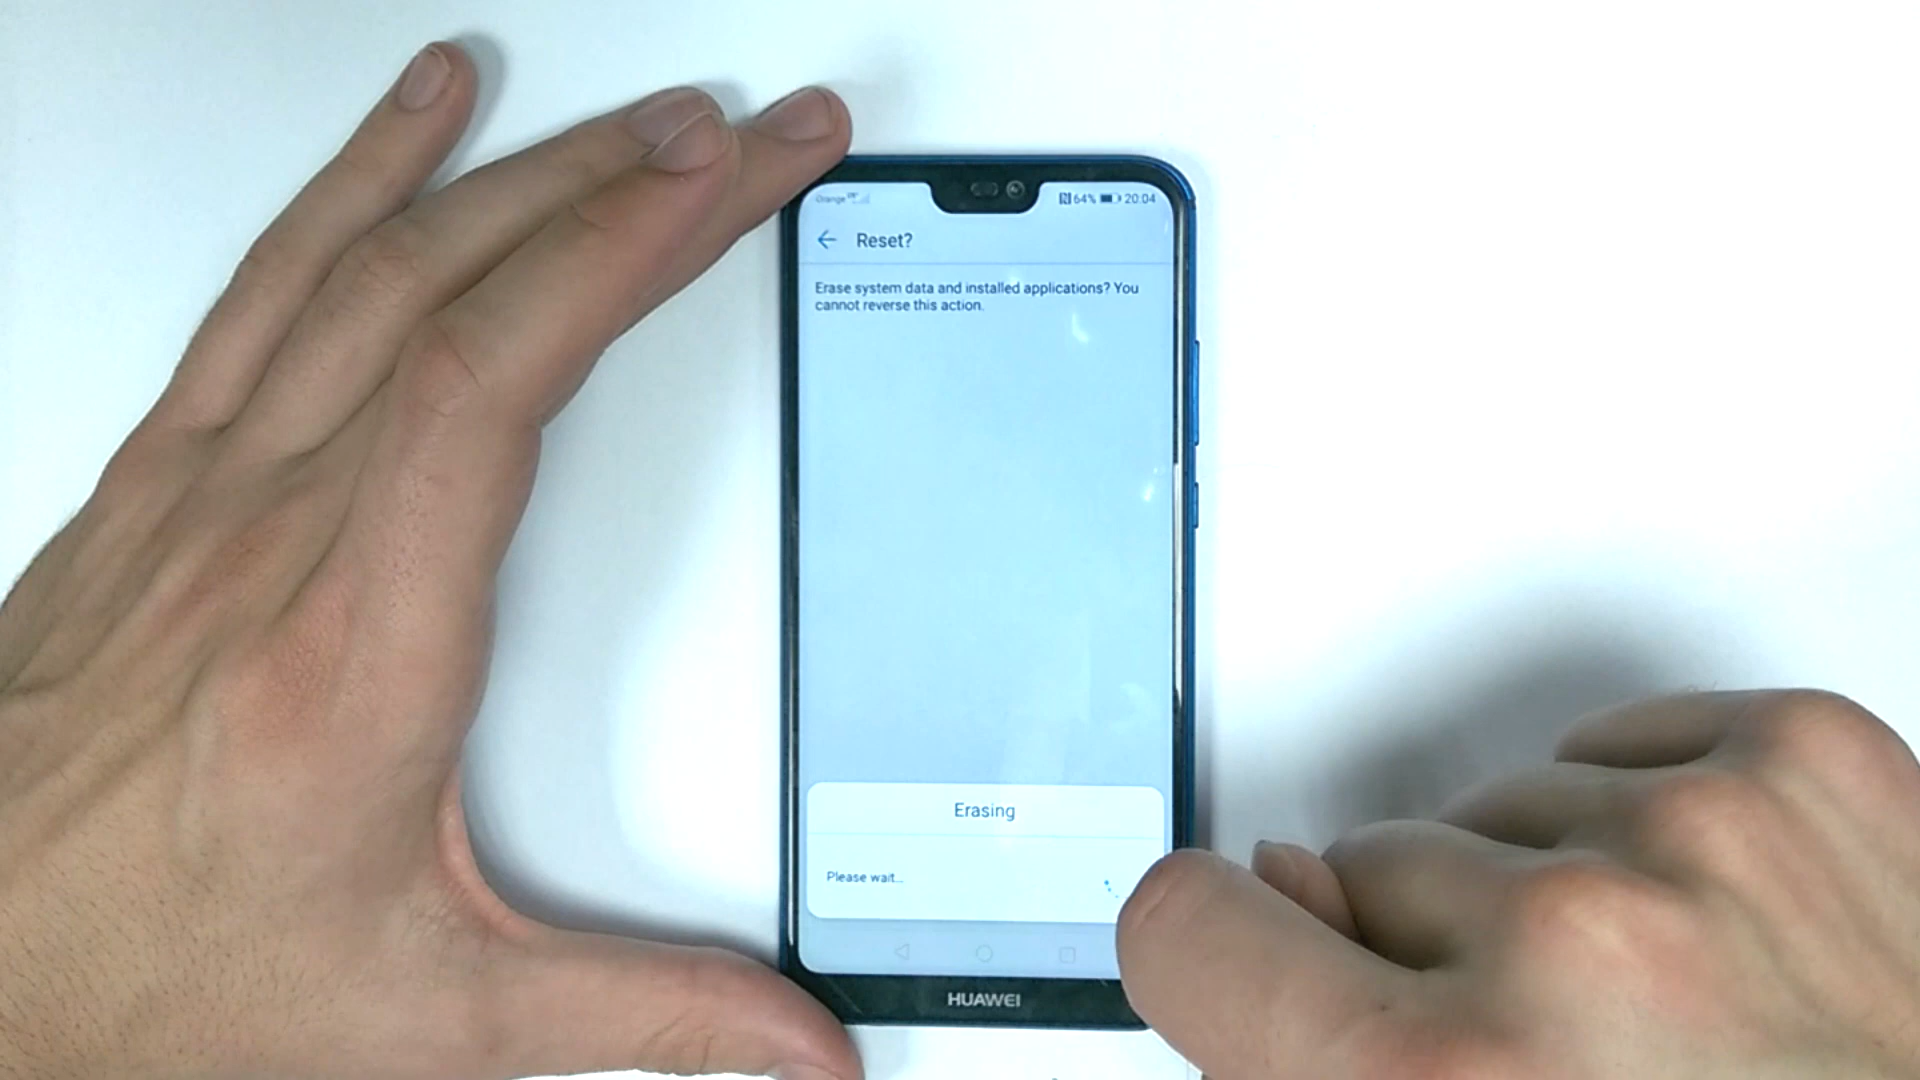 Orange 64% 20:04
Reset?
Erase system data and installed applications? You
cannot reverse this action.
Erasing
Please wait...
HUAWEI